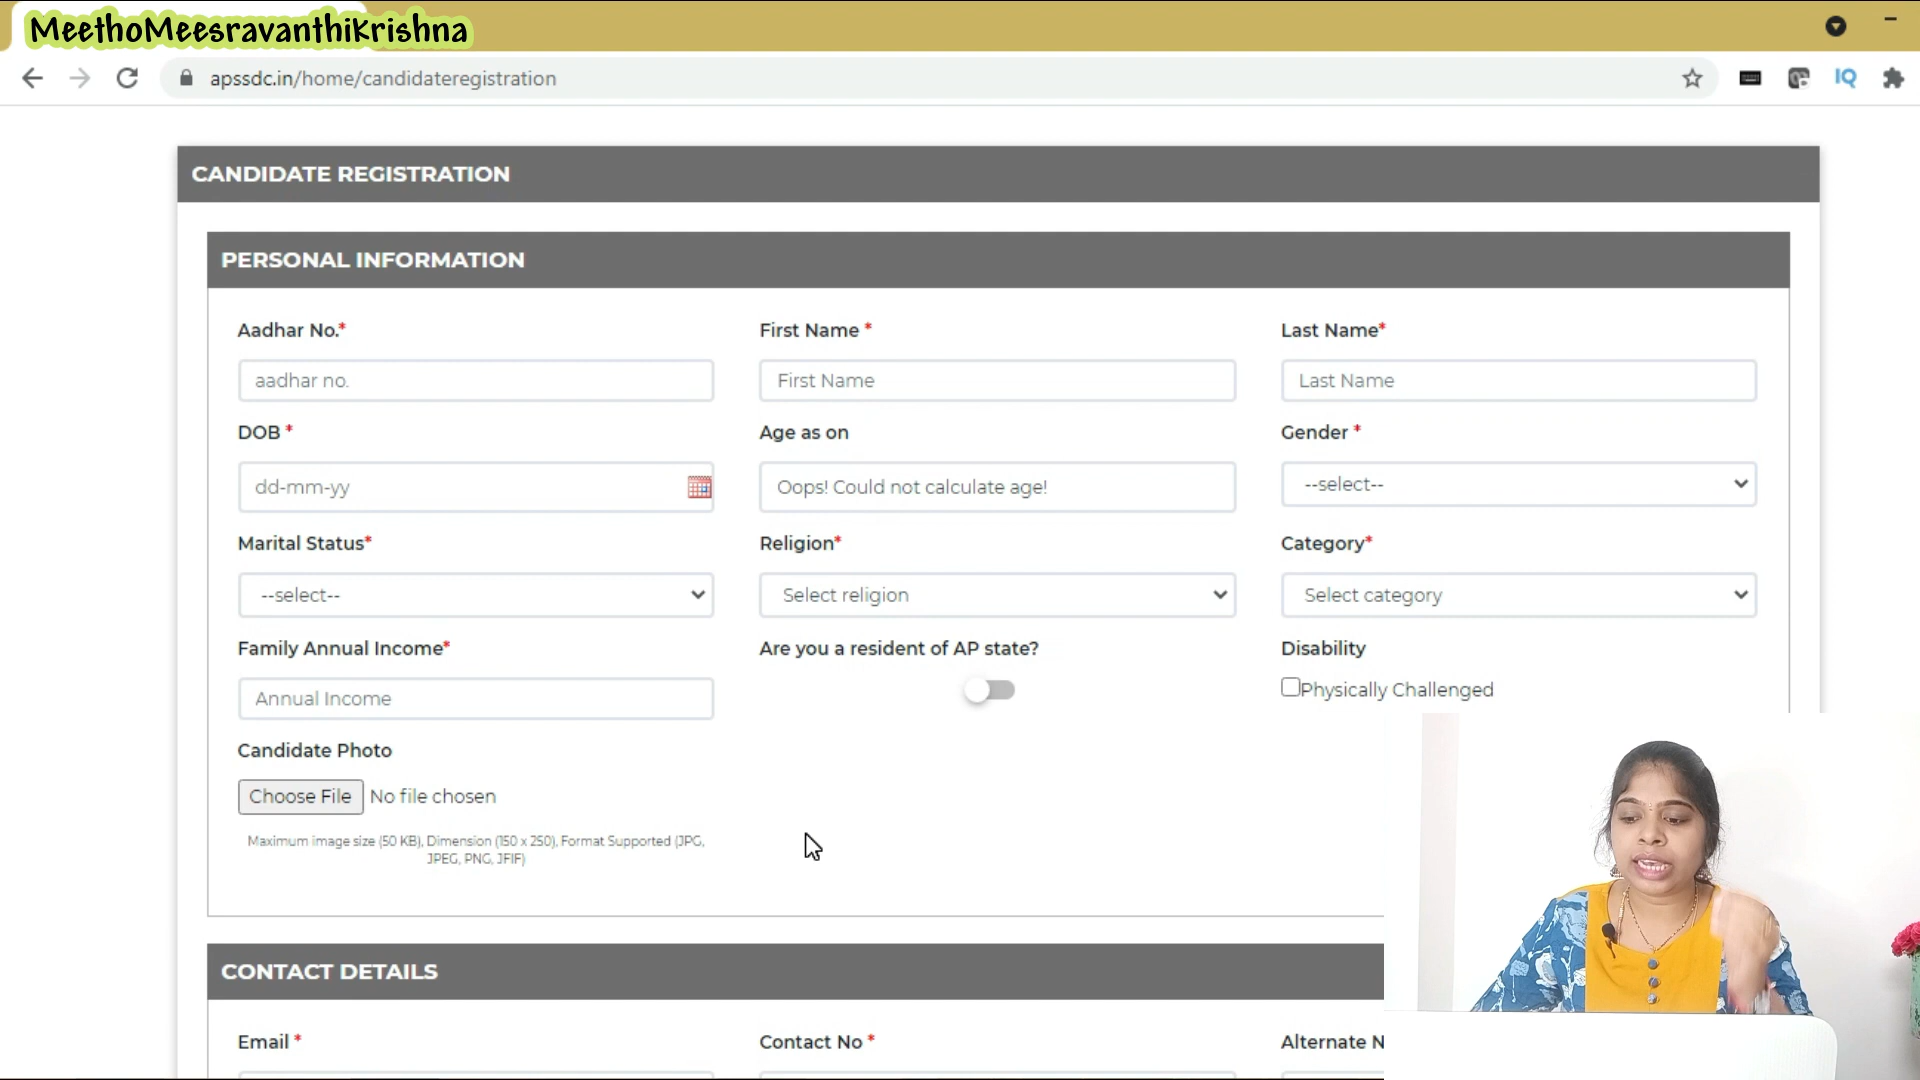 MeethoMeesravanthiKrishna
apssdc.in/home/candidateregistration
IQ
CANDIDATE REGISTRATION
PERSONAL INFORMATION
Aadhar No.* First Name * Last Name*
aadhar no. First Name Last Name
DOB * Age as on Gender *
dd-mm-yy Oops! Could not calculate age! --select--
Marital Status* Religion* Category*
--select-- Select religion Select category
Family Annual Income* Are you a resident of AP state? Disability
Annual Income Physically Challenged
Candidate Photo
Choose File No file chosen
Maximum image size (50 KB), Dimension (150 x 250), Format Supported (JPG,
JPEG, PNG, JFIF)
CONTACT DETAILS
Email * Contact No * Alternate N